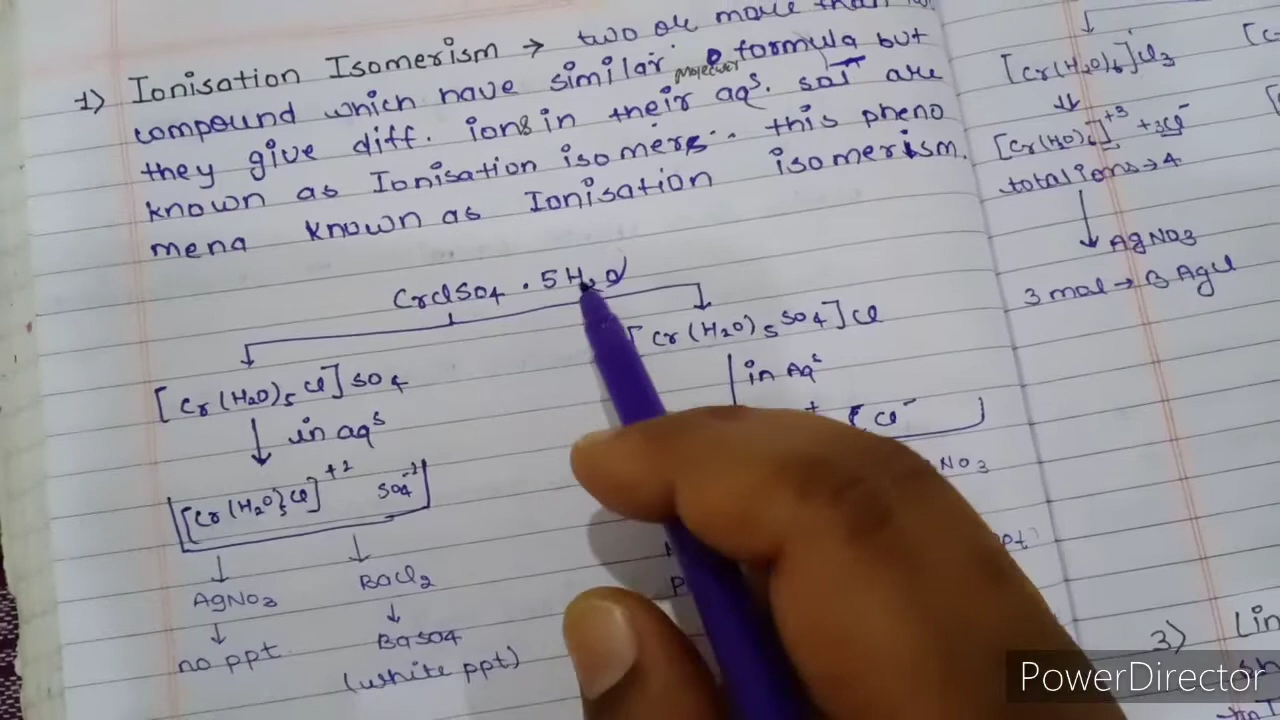 1) Ionisation Isomerism → two or more than
compound which have similar molecular formula but
they give diff. ions in their aqs. solⁿ are
known as Ionisation isomers. this pheno
mena known as Ionisation isomerism.
CrClSO4 . 5H2O
[Cr(H2O)5Cl]SO4
in aqs
[Cr(H2O)5Cl]+2 SO4-2
AgNO3
no ppt.
BaCl2
BaSO4
(white ppt)
[Cr(H2O)5SO4]Cl
in Aqs
+ Cl-
NO3
[Cr(H2O)6]Cl3
[Cr(H2O)6]+3 +3Cl-
total ions → 4
AgNO3
3 mol → 3 AgCl
3) Lin
PowerDirector